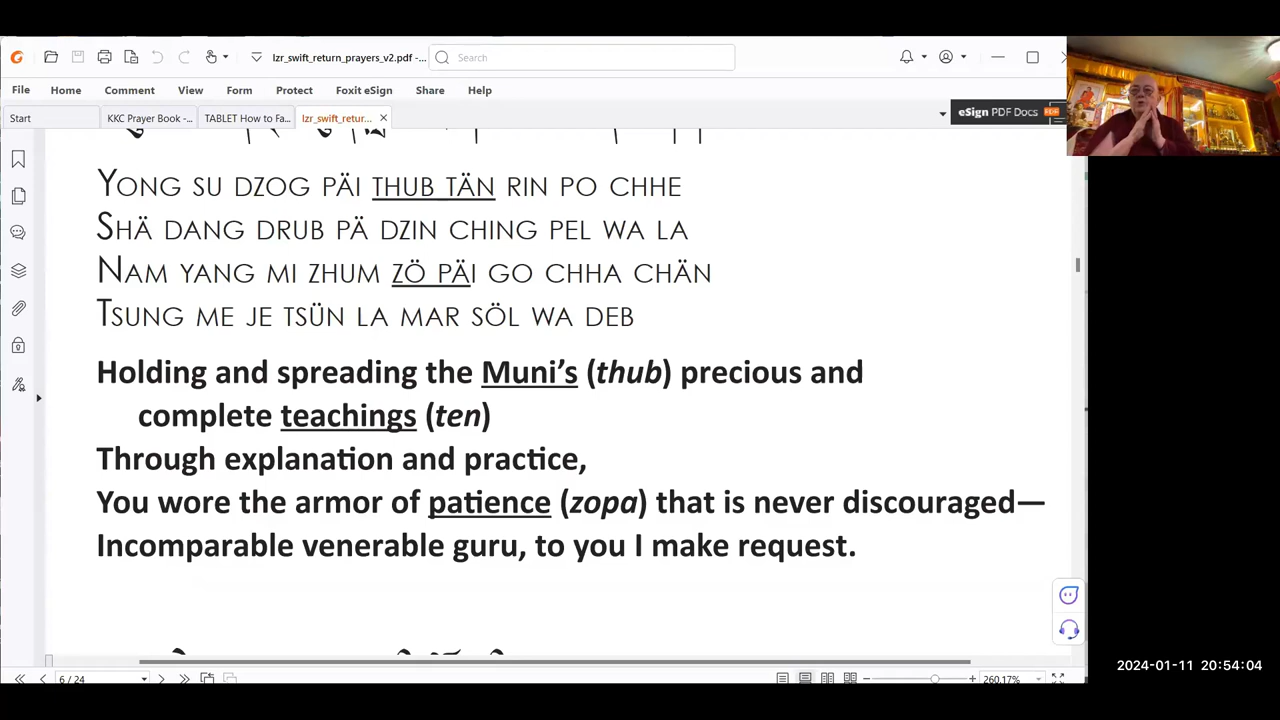 lzr_swift_return_prayers_v2.pdf -...
Search
File Home Comment View Form Protect Foxit eSign Share Help
Start KKC Prayer Book -... TABLET How to Fa... lzr_swift_retur...
eSign PDF Docs
YONG SU DZOG PÄI THUB TÄN RIN PO CHHE
SHÄ DANG DRUB PÄ DZIN CHING PEL WA LA
NAM YANG MI ZHUM ZÖ PÄI GO CHHA CHÄN
TSUNG ME JE TSÜN LA MAR SÖL WA DEB
Holding and spreading the Muni’s (thub) precious and
complete teachings (ten)
Through explanation and practice,
You wore the armor of patience (zopa) that is never discouraged—
Incomparable venerable guru, to you I make request.
6 / 24
260.17%
2024-01-11 20:54:04